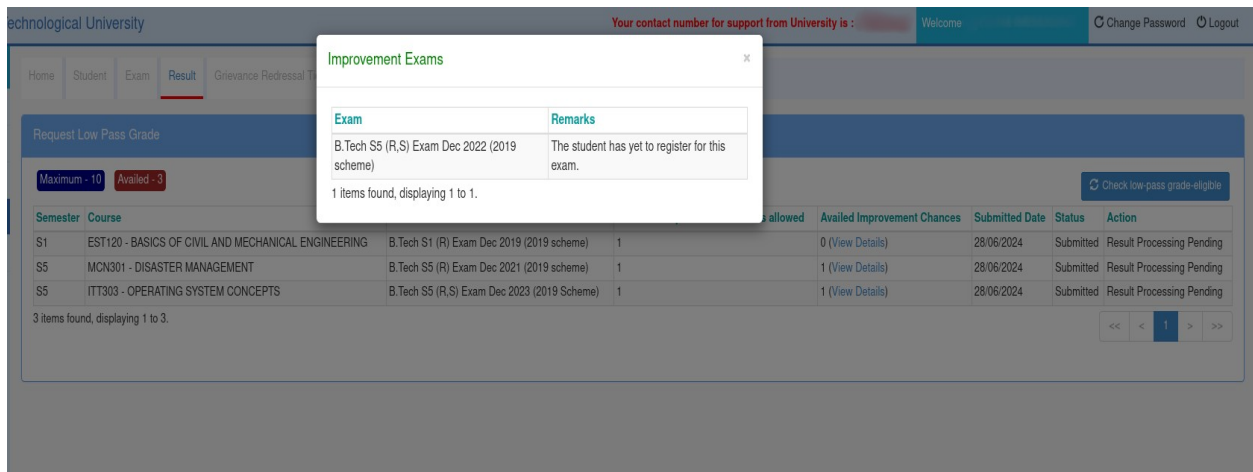 echnological University
Your contact number for support from University is :
Welcome
Change Password Logout
Home Student Exam Result Grievance Redressal Ti
Improvement Exams
x
Exam Remarks
B.Tech S5 (R,S) Exam Dec 2022 (2019 scheme) The student has yet to register for this exam.
1 items found, displaying 1 to 1.
Request Low Pass Grade
Maximum - 10 Availed - 3
Check low-pass grade-eligible
Semester Course s allowed Availed Improvement Chances Submitted Date Status Action
S1 EST120 - BASICS OF CIVIL AND MECHANICAL ENGINEERING B.Tech S1 (R) Exam Dec 2019 (2019 scheme) 1 0 (View Details) 28/06/2024 Submitted Result Processing Pending
S5 MCN301 - DISASTER MANAGEMENT B.Tech S5 (R) Exam Dec 2021 (2019 scheme) 1 1 (View Details) 28/06/2024 Submitted Result Processing Pending
S5 ITT303 - OPERATING SYSTEM CONCEPTS B.Tech S5 (R,S) Exam Dec 2023 (2019 Scheme) 1 1 (View Details) 28/06/2024 Submitted Result Processing Pending
3 items found, displaying 1 to 3.
<< < 1 > >>